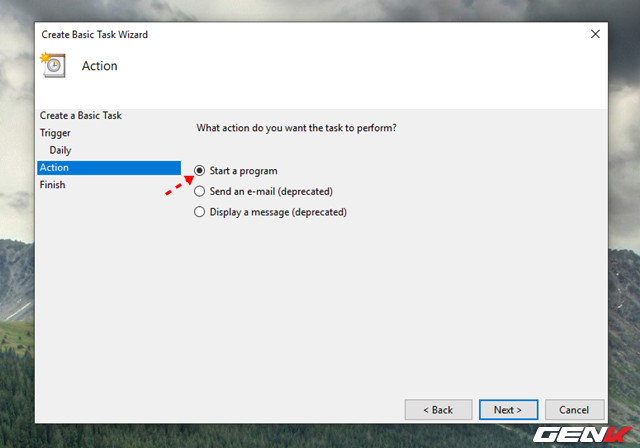 Create Basic Task Wizard
Action
Create a Basic Task
Trigger
Daily
Action
Finish
What action do you want the task to perform?
Start a program
Send an e-mail (deprecated)
Display a message (deprecated)
< Back
Next >
Cancel
GENK